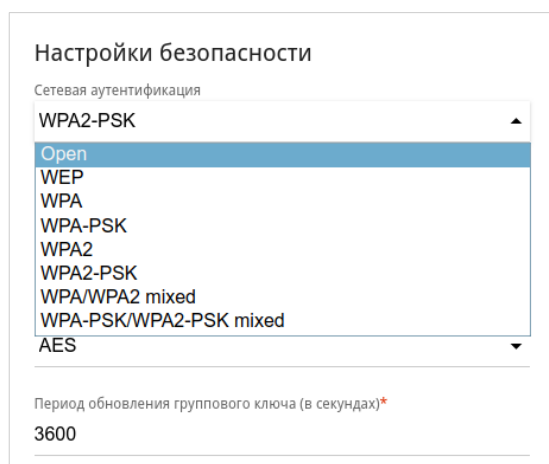 Настройки безопасности
Сетевая аутентификация
WPA2-PSK
Open
WEP
WPA
WPA-PSK
WPA2
WPA2-PSK
WPA/WPA2 mixed
WPA-PSK/WPA2-PSK mixed
AES
Период обновления группового ключа (в секундах)*
3600